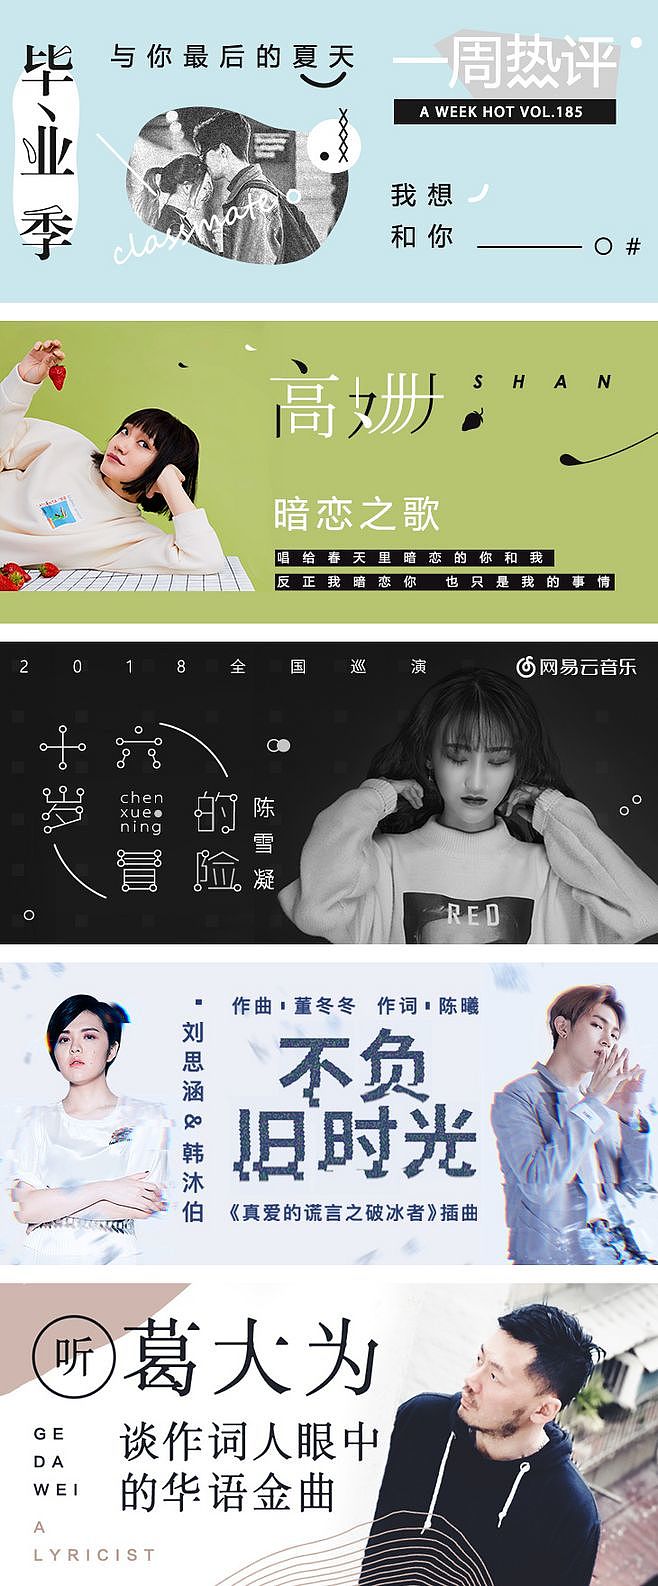 毕业季
与你最后的夏天
classmate
一周热评
A WEEK HOT VOL.185
我想
和你
#
高姗
SHAN
暗恋之歌
唱给春天里暗恋的你和我
反正我暗恋你 也只是我的事情
2018全国巡演
网易云音乐
十六
岁的
冒险
chen
xue
ning
陈雪凝
RED
刘思涵&韩沐伯
作曲·董冬冬 作词·陈曦
不负
旧时光
《真爱的谎言之破冰者》插曲
听
葛大为
谈作词人眼中
的华语金曲
GE
DA
WEI
A
LYRICIST